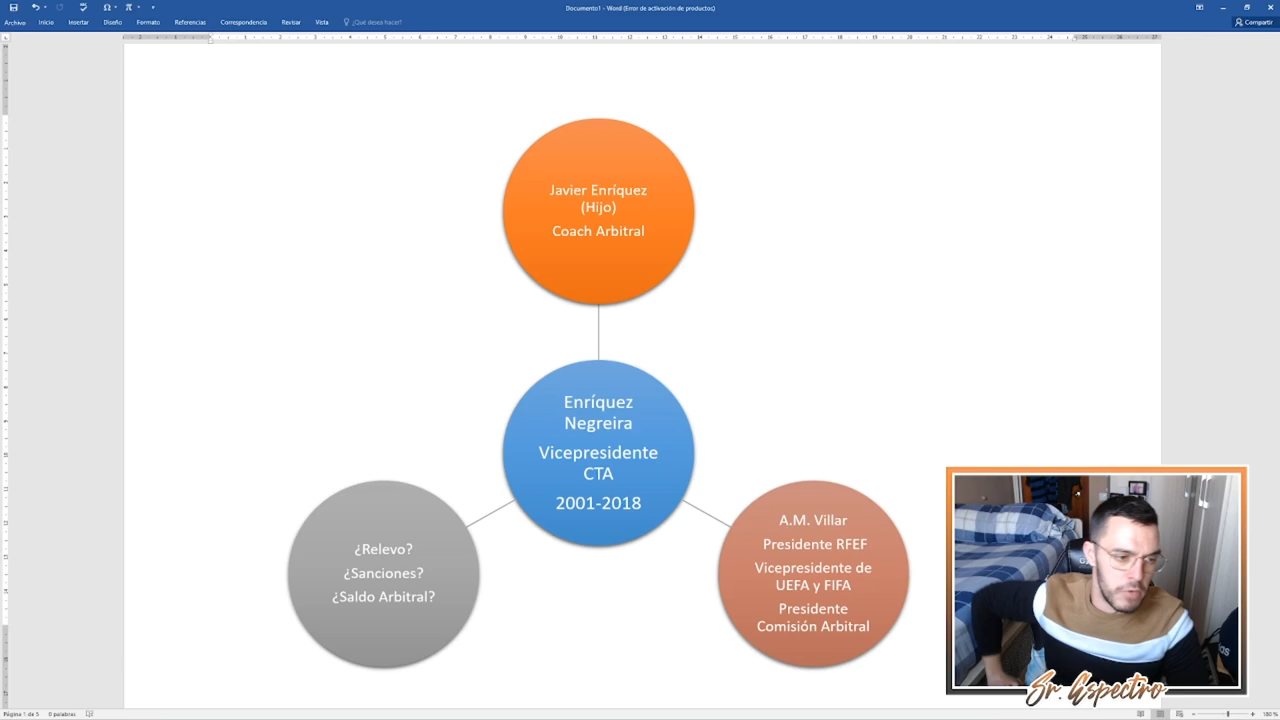 Documento1 - Word (Error de activación de productos)
Archivo Inicio Insertar Diseño Formato Referencias Correspondencia Revisar Vista ¿Qué desea hacer? Compartir
Javier Enríquez
(Hijo)
Coach Arbitral
Enríquez
Negreira
Vicepresidente
CTA
2001-2018
¿Relevo?
¿Sanciones?
¿Saldo Arbitral?
A.M. Villar
Presidente RFEF
Vicepresidente de
UEFA y FIFA
Presidente
Comisión Arbitral
Sr. Aspectro
Página 1 de 5 0 palabras
180 %